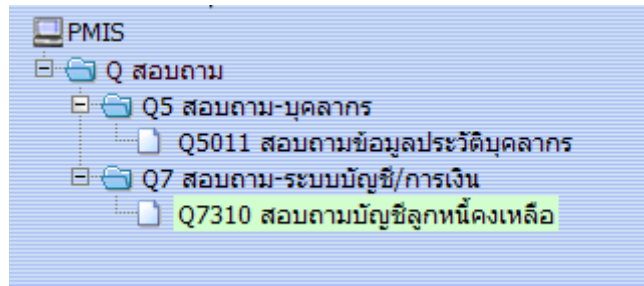 PMIS
Q สอบถาม
Q5 สอบถาม-บุคลากร
Q5011 สอบถามข้อมูลประวัติบุคลากร
Q7 สอบถาม-ระบบบัญชี/การเงิน
Q7310 สอบถามบัญชีลูกหนี้คงเหลือ